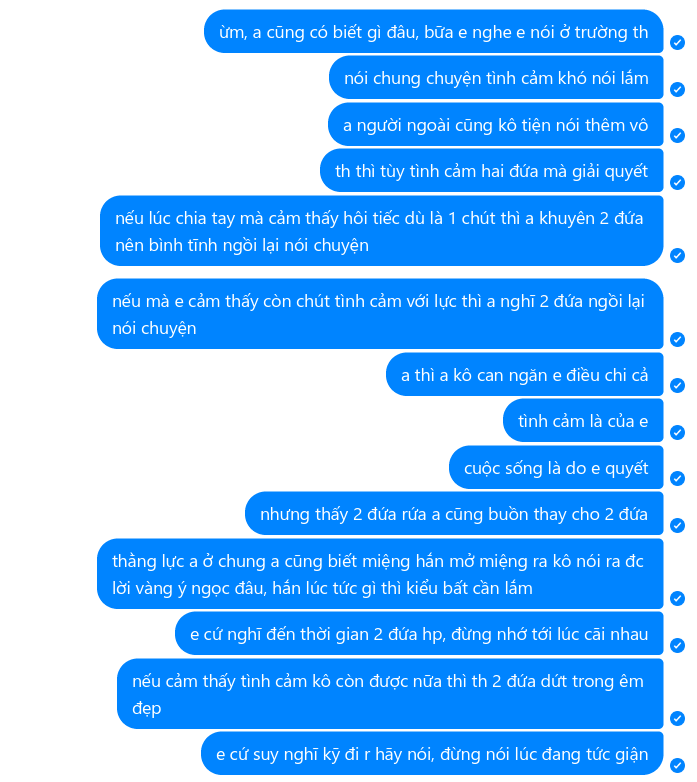 ừm, a cũng có biết gì đâu, bữa e nghe e nói ở trường th
nói chung chuyện tình cảm khó nói lắm
a người ngoài cũng kô tiện nói thêm vô
th thì tùy tình cảm hai đứa mà giải quyết
nếu lúc chia tay mà cảm thấy hôi tiếc dù là 1 chút thì a khuyên 2 đứa
nên bình tĩnh ngồi lại nói chuyện
nếu mà e cảm thấy còn chút tình cảm với lực thì a nghĩ 2 đứa ngồi lại
nói chuyện
a thì a kô can ngăn e điều chi cả
tình cảm là của e
cuộc sống là do e quyết
nhưng thấy 2 đứa rứa a cũng buồn thay cho 2 đứa
thằng lực a ở chung a cũng biết miệng hắn mở miệng ra kô nói ra đc
lời vàng ý ngọc đâu, hắn lúc tức gì thì kiểu bất cần lắm
e cứ nghĩ đến thời gian 2 đứa hp, đừng nhớ tới lúc cãi nhau
nếu cảm thấy tình cảm kô còn được nữa thì th 2 đứa dứt trong êm
đẹp
e cứ suy nghĩ kỹ đi r hãy nói, đừng nói lúc đang tức giận